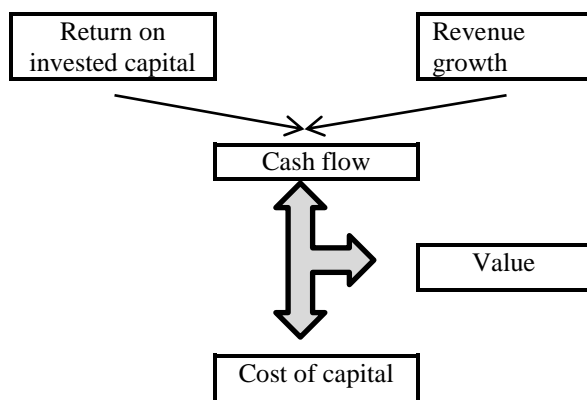 Return on
invested capital
Revenue
growth
Cash flow
Value
Cost of capital